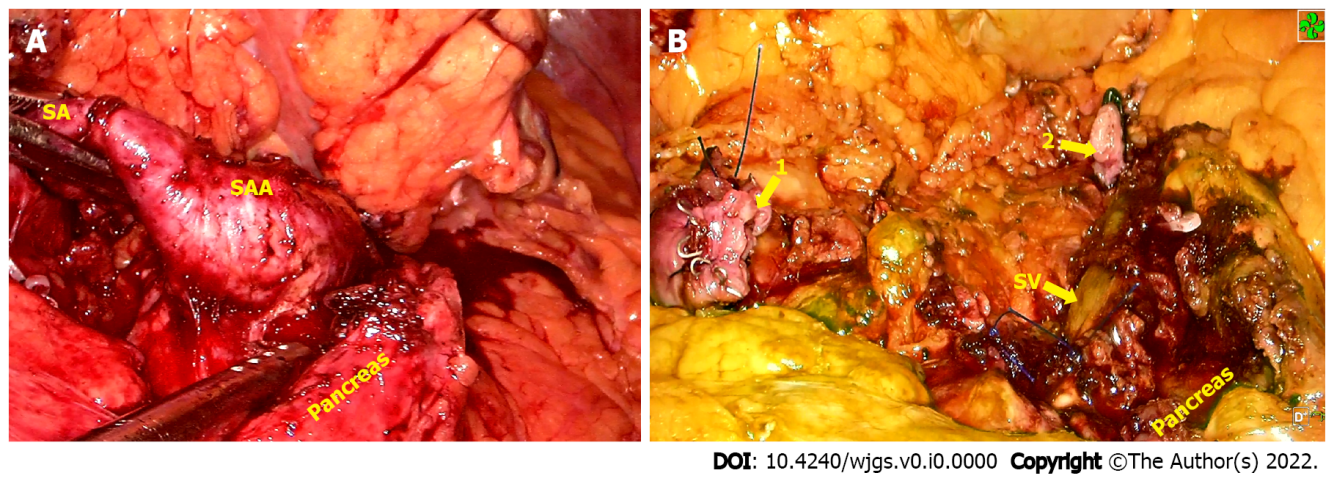 A
SA
SAA
Pancreas
B
1
2
SV
Pancreas
D
DOI: 10.4240/wjgs.v0.i0.0000 Copyright ©The Author(s) 2022.